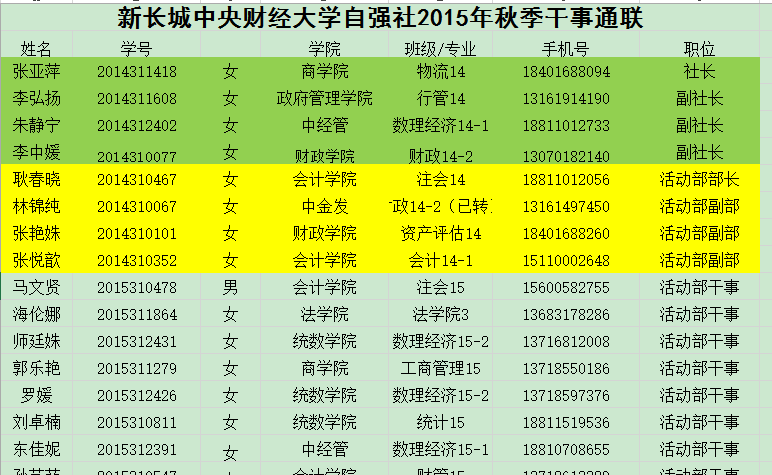 新长城中央财经大学自强社2015年秋季干事通联
姓名 学号 学院 班级/专业 手机号 职位
张亚萍 2014311418 女 商学院 物流14 18401688094 社长
李弘扬 2014311608 女 政府管理学院 行管14 13161914190 副社长
朱静宁 2014312402 女 中经管 数理经济14-1 18811012733 副社长
李中媛 2014310077 女 财政学院 财政14-2 13070182140 副社长
耿春晓 2014310467 女 会计学院 注会14 18811012056 活动部部长
林锦纯 2014310067 女 中金发 政14-2（已转 13161497450 活动部副部
张艳姝 2014310101 女 财政学院 资产评估14 18401688260 活动部副部
张悦歆 2014310352 女 会计学院 会计14-1 15110002648 活动部副部
马文贤 2015310478 男 会计学院 注会15 15600582755 活动部干事
海伦娜 2015311864 女 法学院 法学院3 13683178286 活动部干事
师廷姝 2015312431 女 统数学院 数理经济15-2 13716812008 活动部干事
郭乐艳 2015311279 女 商学院 工商管理15 13718550186 活动部干事
罗媛 2015312426 女 统数学院 数理经济15-2 13718597376 活动部干事
刘卓楠 2015310811 女 统数学院 统计15 18811519536 活动部干事
东佳妮 2015312391 女 中经管 数理经济15-1 18810708655 活动部干事